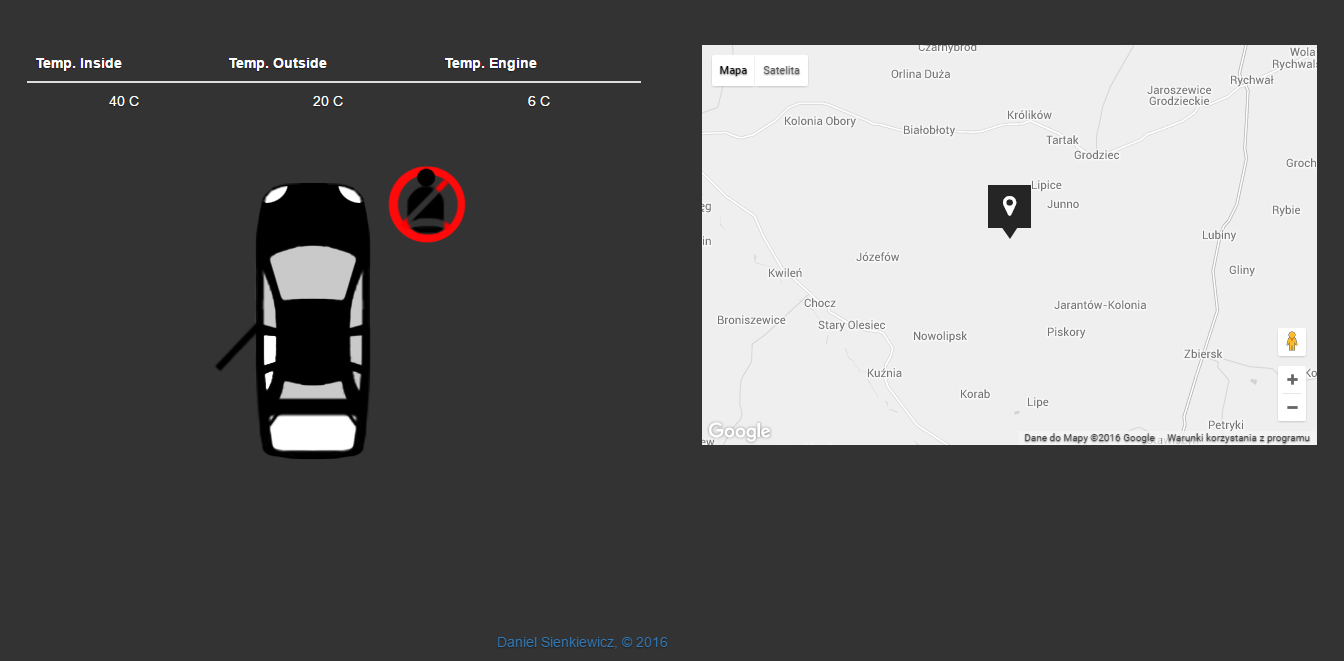 Temp. Inside Temp. Outside Temp. Engine
40 C 20 C 6 C
Mapa Satelita
Czarnybród
Wola
Rychwals
Orlina Duża
Rychwał
Jaroszewice
Grodzieckie
Królików
Kolonia Obory
Białobłoty
Tartak
Grodziec
Groch
Lipice
Junno
Rybie
Lubiny
in
Józefów
Gliny
Kwileń
Chocz
Jarantów-Kolonia
Broniszewice
Stary Olesiec
Piskory
Nowolipsk
Zbiersk
Kuźnia
Ko
Korab
Lipe
Petryki
Google
ew
Dane do Mapy ©2016 Google Warunki korzystania z programu
Daniel Sienkiewicz, © 2016